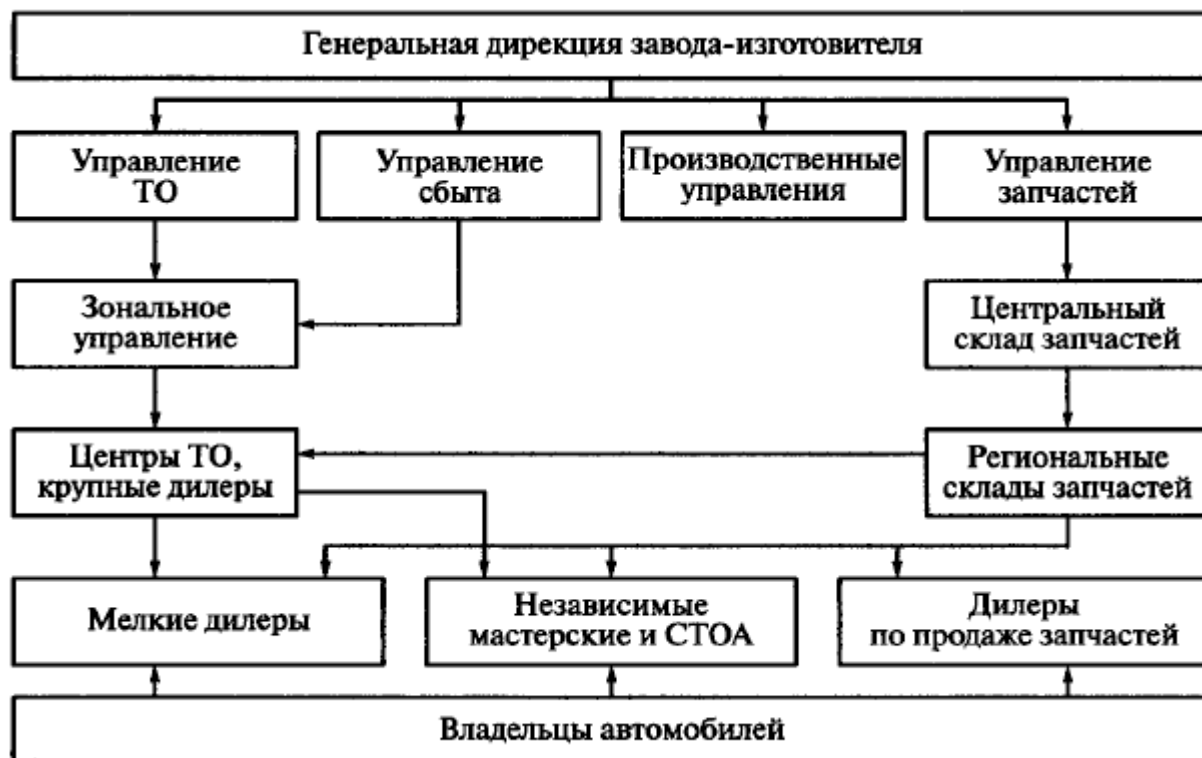 Генеральная дирекция завода-изготовителя
Управление
ТО
Управление
сбыта
Производственные
управления
Управление
запчастей
Зональное
управление
Центральный
склад запчастей
Центры ТО,
крупные дилеры
Региональные
склады запчастей
Мелкие дилеры
Независимые
мастерские и СТОА
Дилеры
по продаже запчастей
Владельцы автомобилей